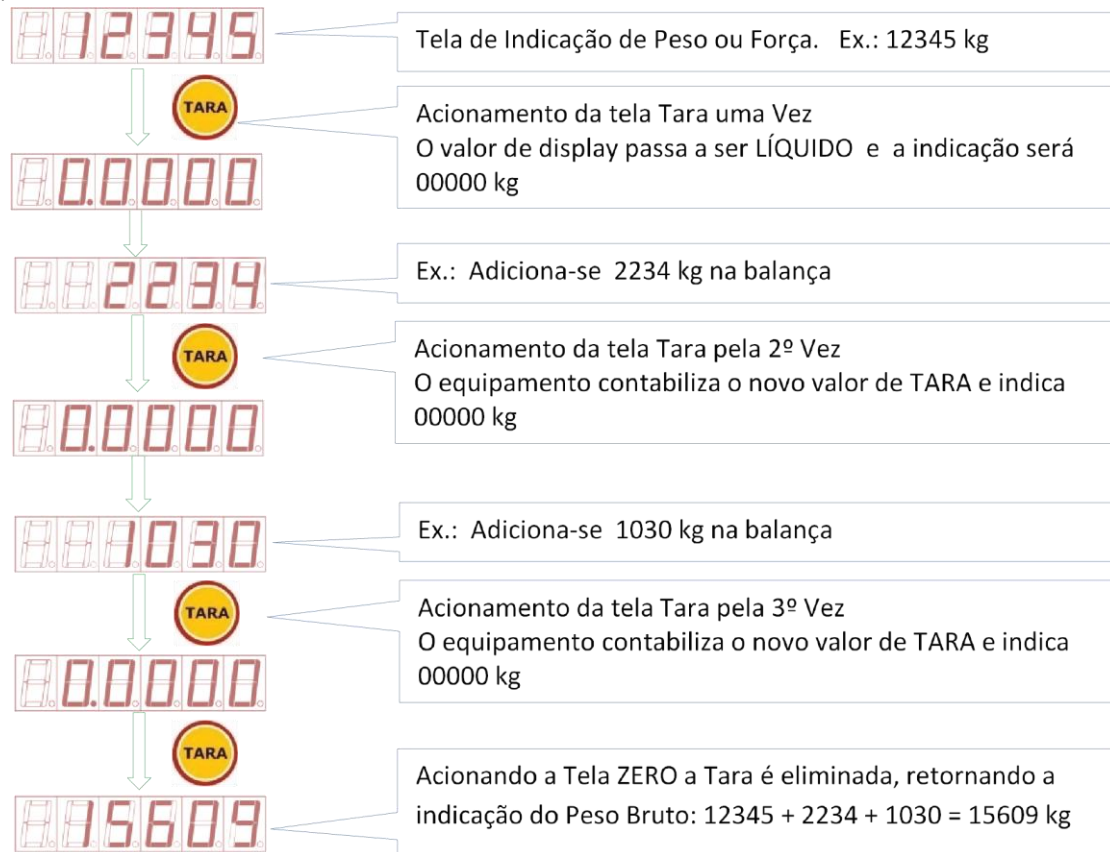 12345
Tela de Indicação de Peso ou Força. Ex.: 12345 kg
TARA
Acionamento da tela Tara uma Vez
O valor de display passa a ser LÍQUIDO e a indicação será
00000 kg
0.0000
2234
Ex.: Adiciona-se 2234 kg na balança
TARA
Acionamento da tela Tara pela 2º Vez
O equipamento contabiliza o novo valor de TARA e indica
00000 kg
0.0000
1030
Ex.: Adiciona-se 1030 kg na balança
TARA
Acionamento da tela Tara pela 3º Vez
O equipamento contabiliza o novo valor de TARA e indica
00000 kg
0.0000
TARA
Acionando a Tela ZERO a Tara é eliminada, retornando a
indicação do Peso Bruto: 12345 + 2234 + 1030 = 15609 kg
15609